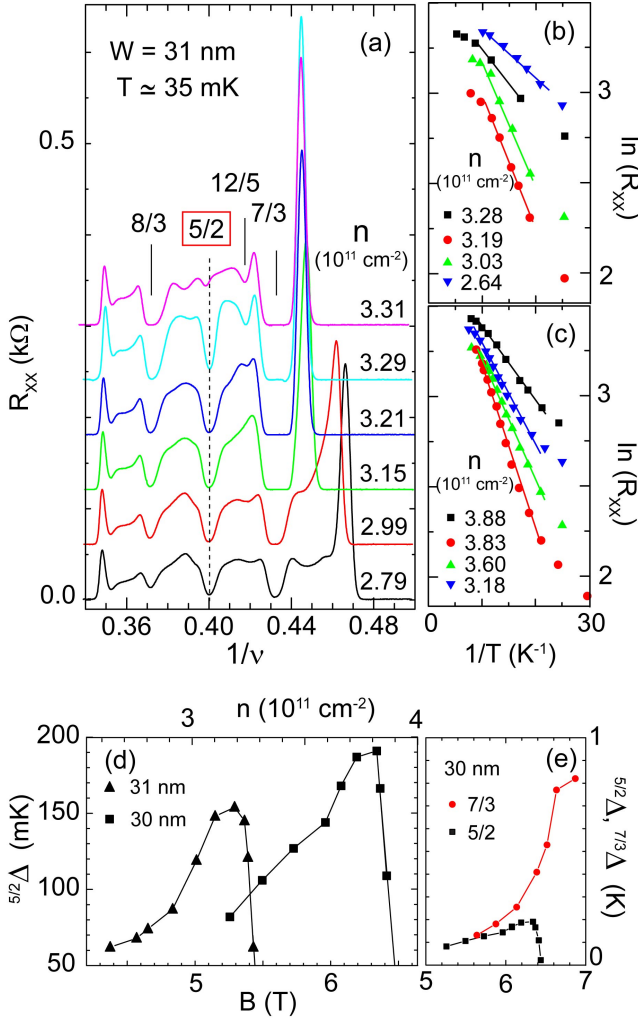 (a)
W = 31 nm
T ≃ 35 mK
0.5
12/5
8/3
5/2
7/3
n
(10¹¹ cm⁻²)
3.31
3.29
3.21
3.15
2.99
2.79
0.0
R_XX (kΩ)
0.36
0.40
0.44
0.48
1/ν
(b)
3
2
ln (R_XX)
n
(10¹¹ cm⁻²)
3.28
3.19
3.03
2.64
(c)
3
2
ln (R_XX)
n
(10¹¹ cm⁻²)
3.88
3.83
3.60
3.18
0
15
30
1/T (K⁻¹)
n (10¹¹ cm⁻²)
3
4
200
150
100
50
⁵/²Δ (mK)
(d)
31 nm
30 nm
5
6
7
B (T)
(e)
30 nm
7/3
5/2
1
0
⁵/²Δ, ⁷/³Δ (K)
5
6
7